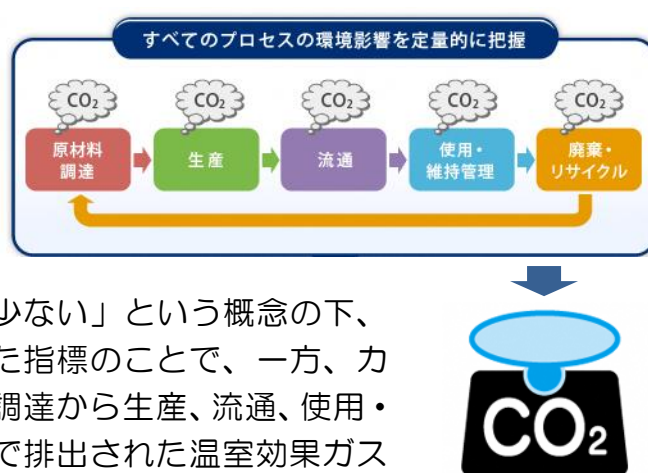 すべてのプロセスの環境影響を定量的に把握
CO₂ CO₂ CO₂ CO₂ CO₂
原材料
調達
生産
流通
使用・
維持管理
廃棄・
リサイクル
少ない」という概念の下、
た指標のことで、一方、カ
調達から生産、流通、使用・
で排出された温室効果ガス
CO₂